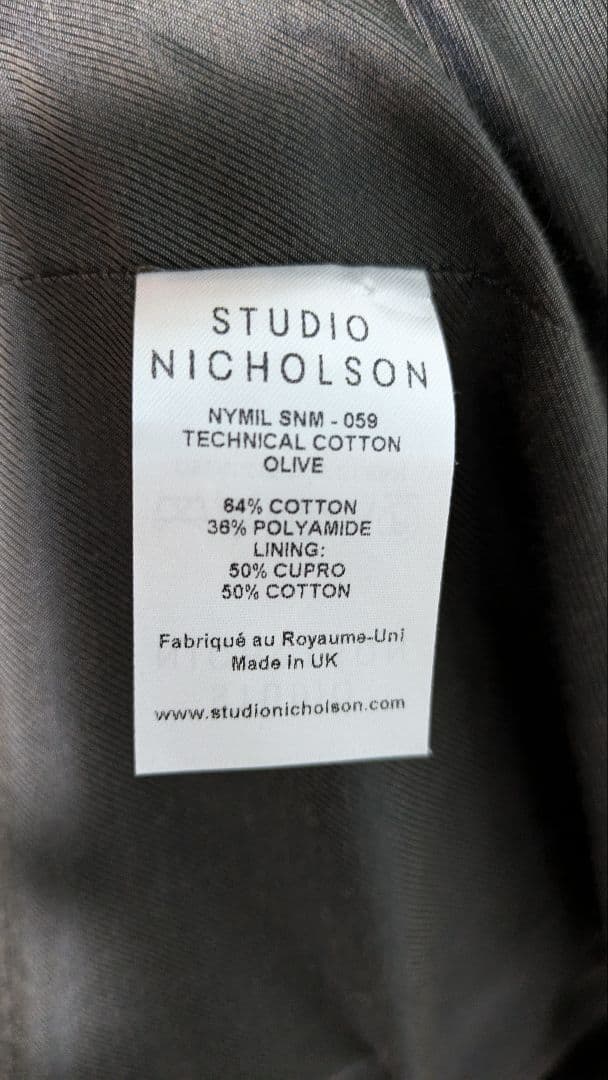 STUDIO
NICHOLSON
NYMIL SNM - 059
TECHNICAL COTTON
OLIVE
64% COTTON
36% POLYAMIDE
LINING:
50% CUPRO
50% COTTON
Fabriqué au Royaume-Uni
Made in UK
www.studionicholson.com